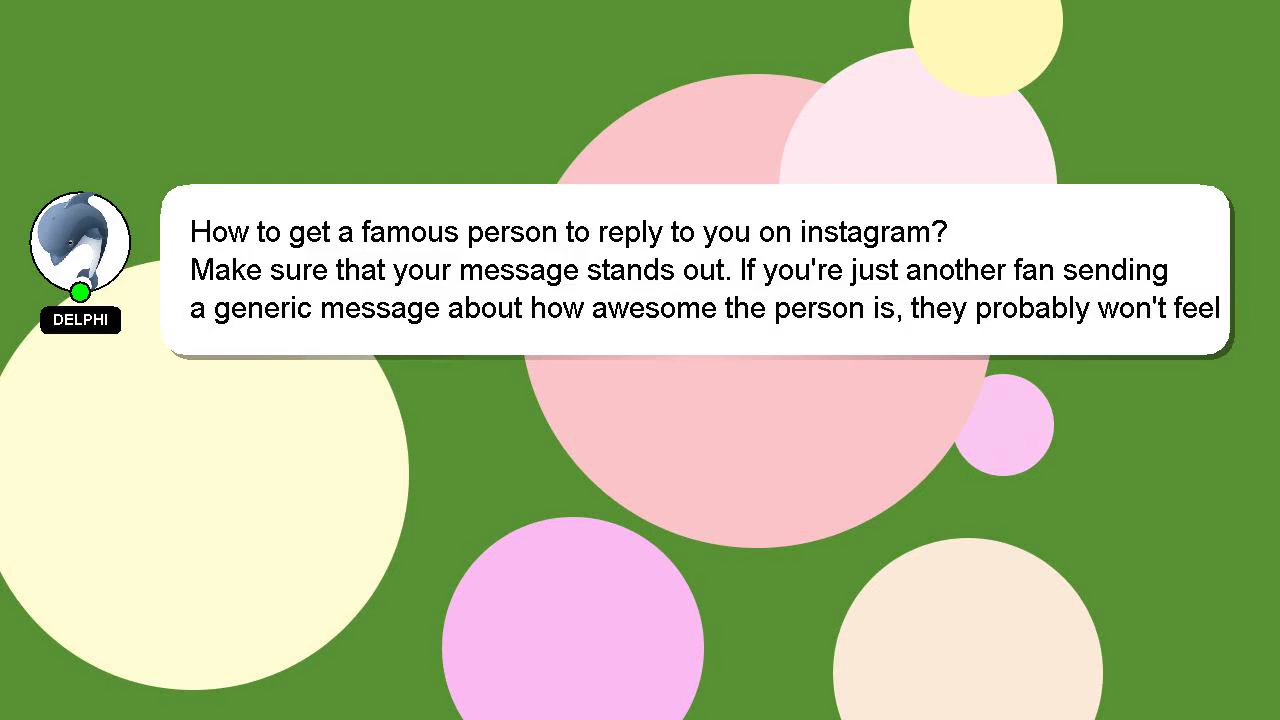 How to get a famous person to reply to you on instagram?
Make sure that your message stands out. If you're just another fan sending
a generic message about how awesome the person is, they probably won't feel
DELPHI